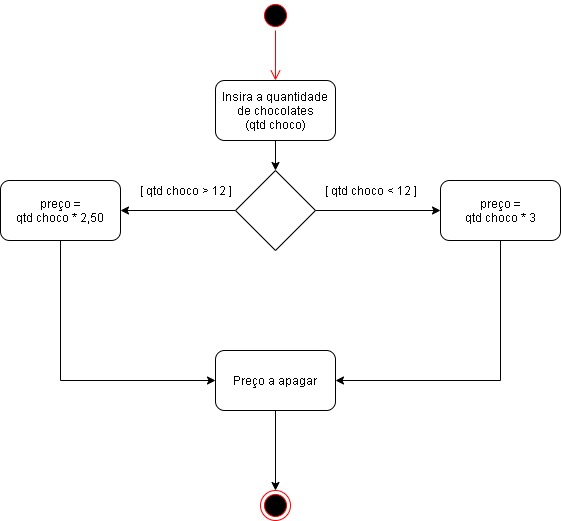 Insira a quantidade
de chocolates
(qtd choco)
[ qtd choco > 12 ]
[ qtd choco < 12 ]
preço =
qtd choco * 2,50
preço =
qtd choco * 3
Preço a apagar